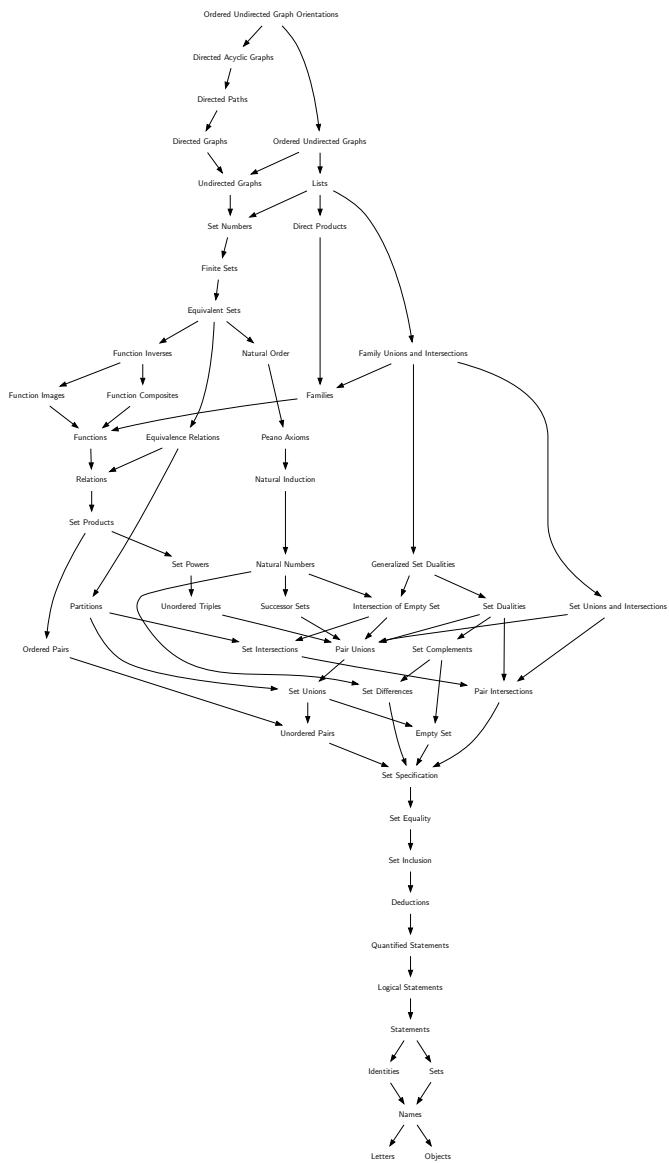 Ordered Undirected Graph Orientations
Directed Acyclic Graphs
Directed Paths
Directed Graphs
Ordered Undirected Graphs
Undirected Graphs
Lists
Set Numbers
Direct Products
Finite Sets
Equivalent Sets
Function Inverses
Natural Order
Family Unions and Intersections
Function Images
Function Composites
Families
Functions
Equivalence Relations
Peano Axioms
Relations
Natural Induction
Set Products
Set Powers
Natural Numbers
Generalized Set Dualities
Partitions
Unordered Triples
Successor Sets
Intersection of Empty Set
Set Dualities
Set Unions and Intersections
Ordered Pairs
Set Intersections
Pair Unions
Set Complements
Set Unions
Set Differences
Pair Intersections
Unordered Pairs
Empty Set
Set Specification
Set Equality
Set Inclusion
Deductions
Quantified Statements
Logical Statements
Statements
Identities
Sets
Names
Letters
Objects